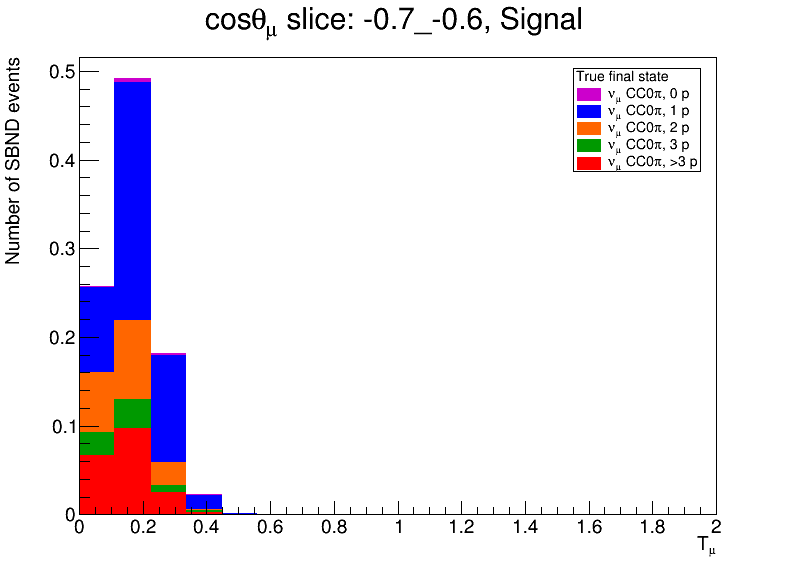 cosθμ slice: -0.7_-0.6, Signal
Number of SBND events
0.5
0.4
0.3
0.2
0.1
0
True final state
νμ CC0π, 0 p
νμ CC0π, 1 p
νμ CC0π, 2 p
νμ CC0π, 3 p
νμ CC0π, >3 p
0 0.2 0.4 0.6 0.8 1 1.2 1.4 1.6 1.8 2
Tμ